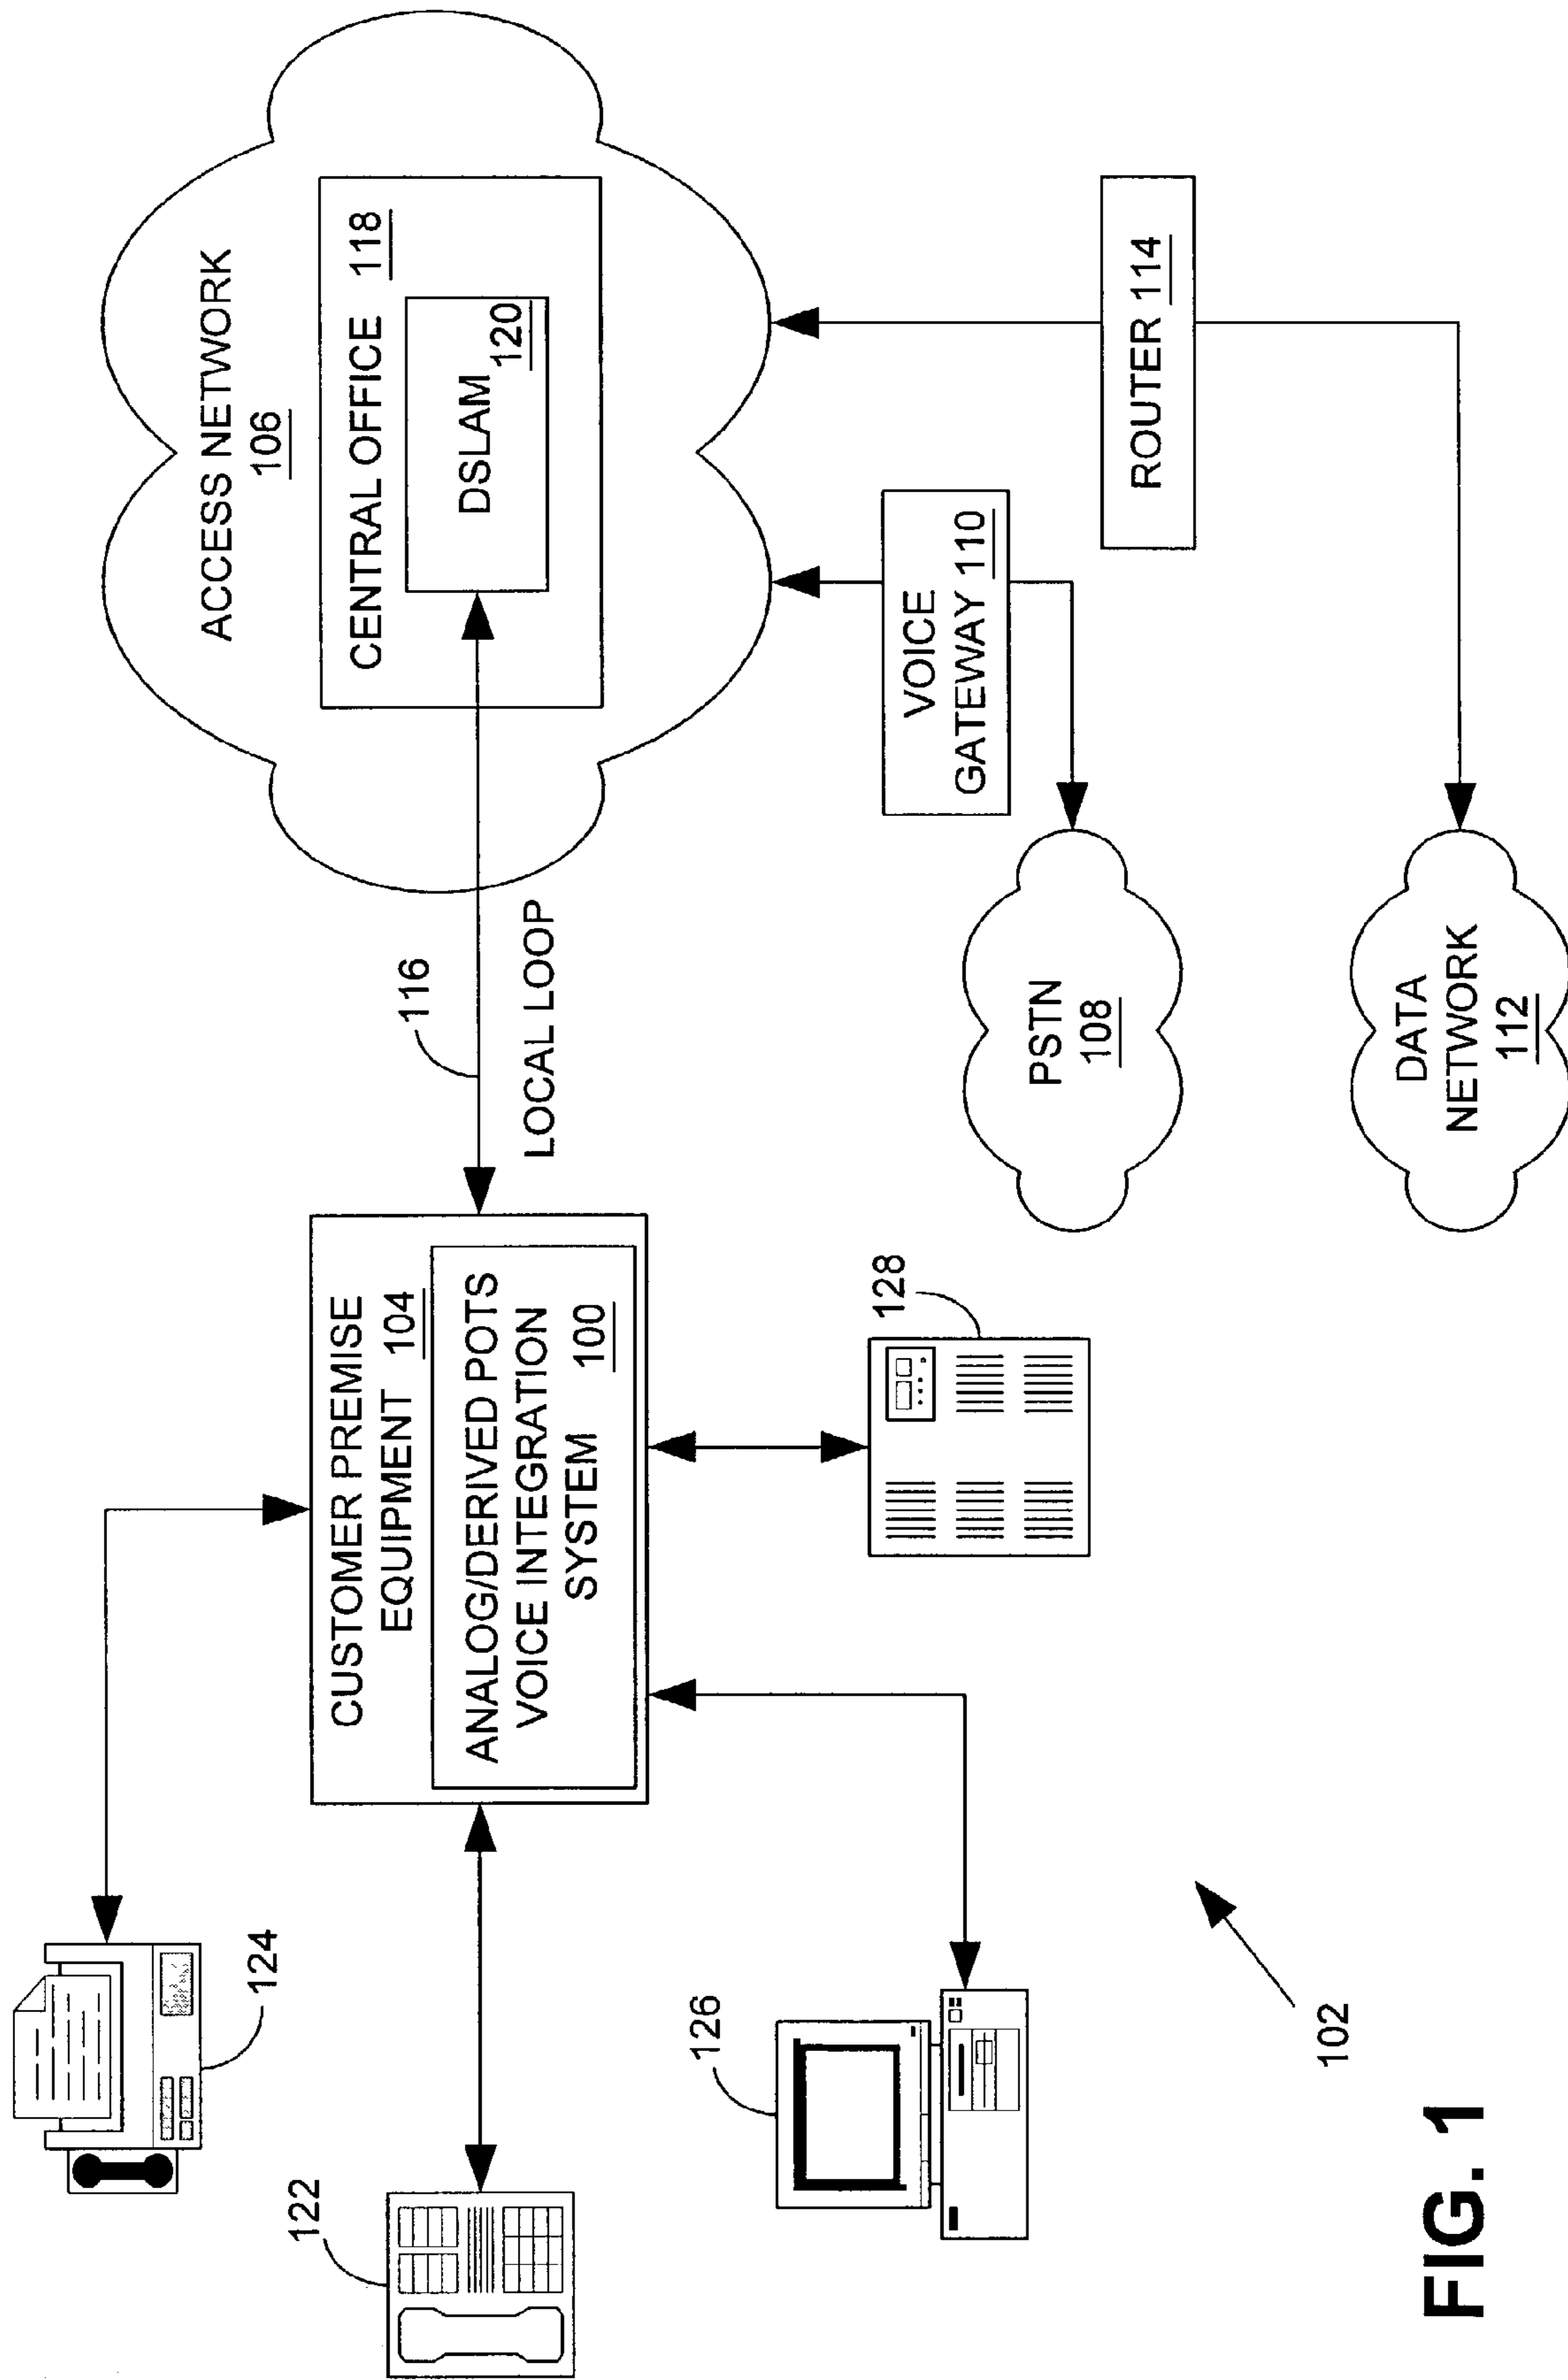 124
122
CUSTOMER PREMISE
EQUIPMENT 104
ANALOG/DERIVED POTS
VOICE INTEGRATION
SYSTEM 100
116
LOCAL LOOP
ACCESS NETWORK
106
CENTRAL OFFICE 118
DSLAM
120
126
128
VOICE
GATEWAY 110
PSTN
108
ROUTER 114
DATA
NETWORK
112
102
FIG. 1